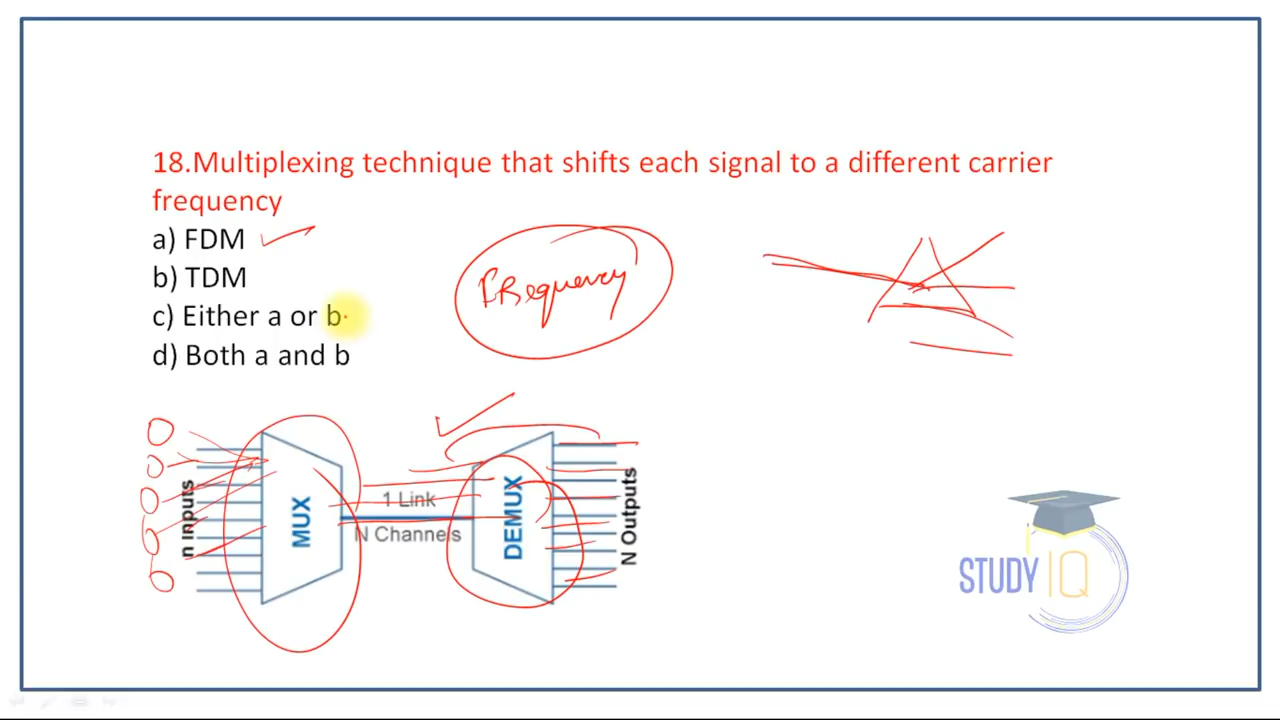 18.Multiplexing technique that shifts each signal to a different carrier
frequency
a) FDM
b) TDM
c) Either a or b
d) Both a and b
FRequency
n Inputs
MUX
1 Link
N Channels
DEMUX
N Outputs
STUDY IQ